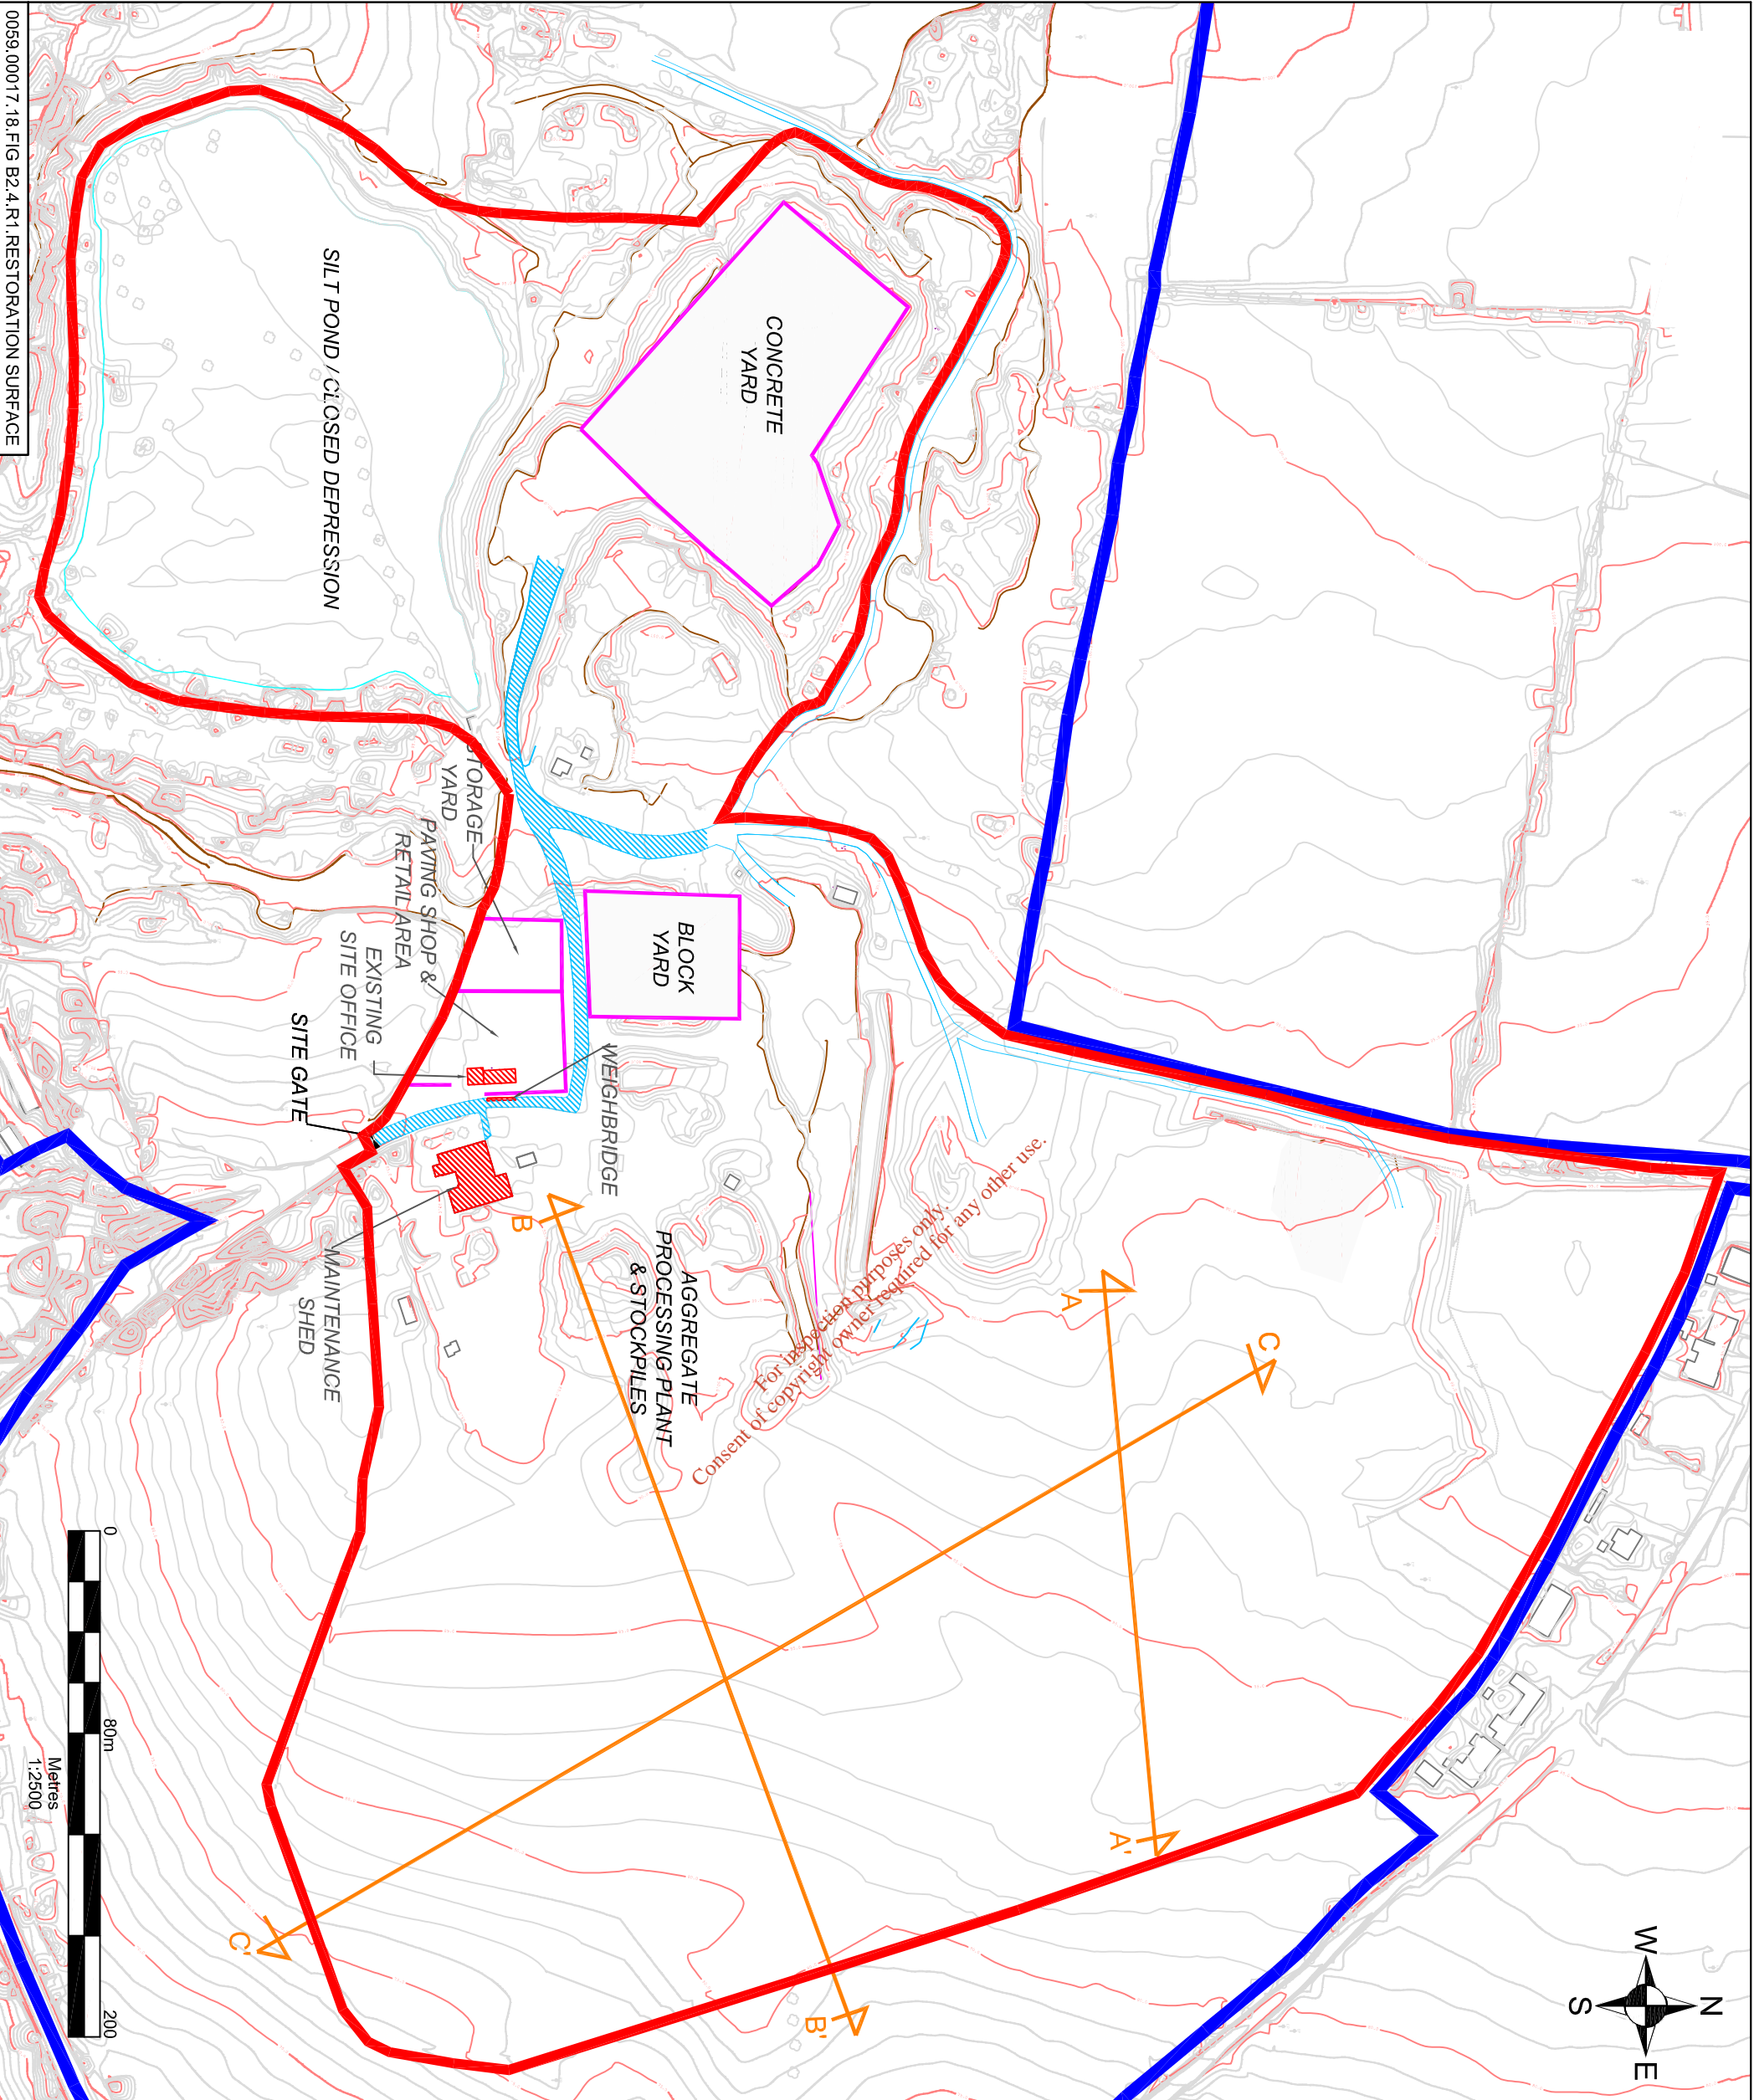 0059.00017.18.FIG B2.4.R1.RESTORATION SURFACE
SILT POND / CLOSED DEPRESSION
CONCRETE
YARD
STORAGE
YARD
PAVING SHOP &
RETAIL AREA
EXISTING
SITE OFFICE
SITE GATE
BLOCK
YARD
WEIGHBRIDGE
MAINTENANCE
SHED
AGGREGATE
PROCESSING PLANT
& STOCKPILES
For inspection purposes only.
Consent of copyright owner required for any other use.
A
A'
B
B'
C
C'
N
W
E
S
0
80m
200
Metres
1:2500